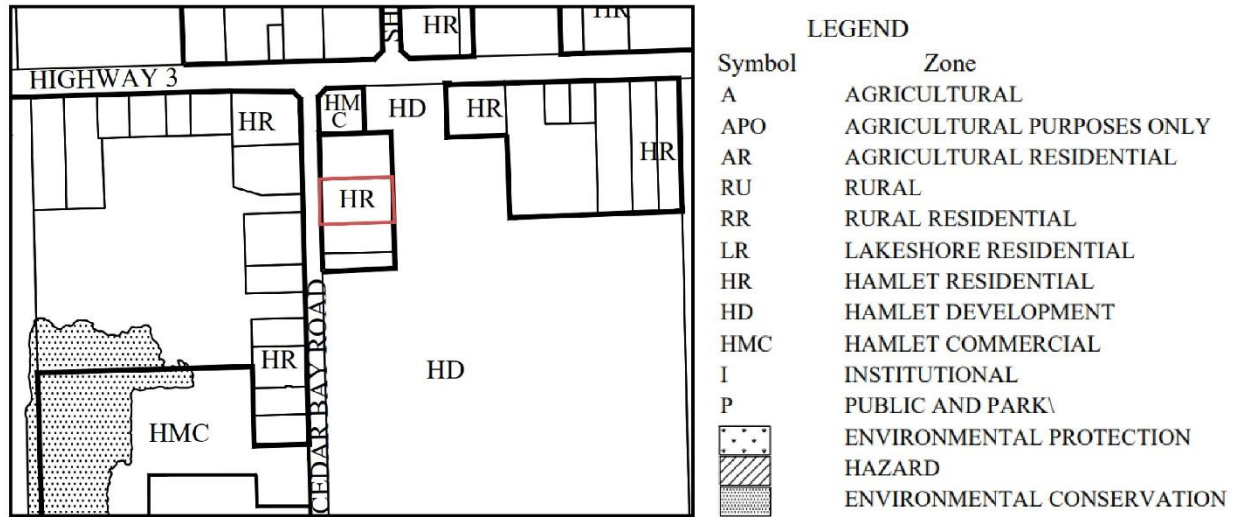 HR
HR
SH
HIGHWAY 3
HM
C
HD
HR
HR
HR
HR
HD
HR
HMC
CEDAR BAY ROAD
LEGEND
Symbol Zone
A AGRICULTURAL
APO AGRICULTURAL PURPOSES ONLY
AR AGRICULTURAL RESIDENTIAL
RU RURAL
RR RURAL RESIDENTIAL
LR LAKESHORE RESIDENTIAL
HR HAMLET RESIDENTIAL
HD HAMLET DEVELOPMENT
HMC HAMLET COMMERCIAL
I INSTITUTIONAL
P PUBLIC AND PARK\
ENVIRONMENTAL PROTECTION
HAZARD
ENVIRONMENTAL CONSERVATION